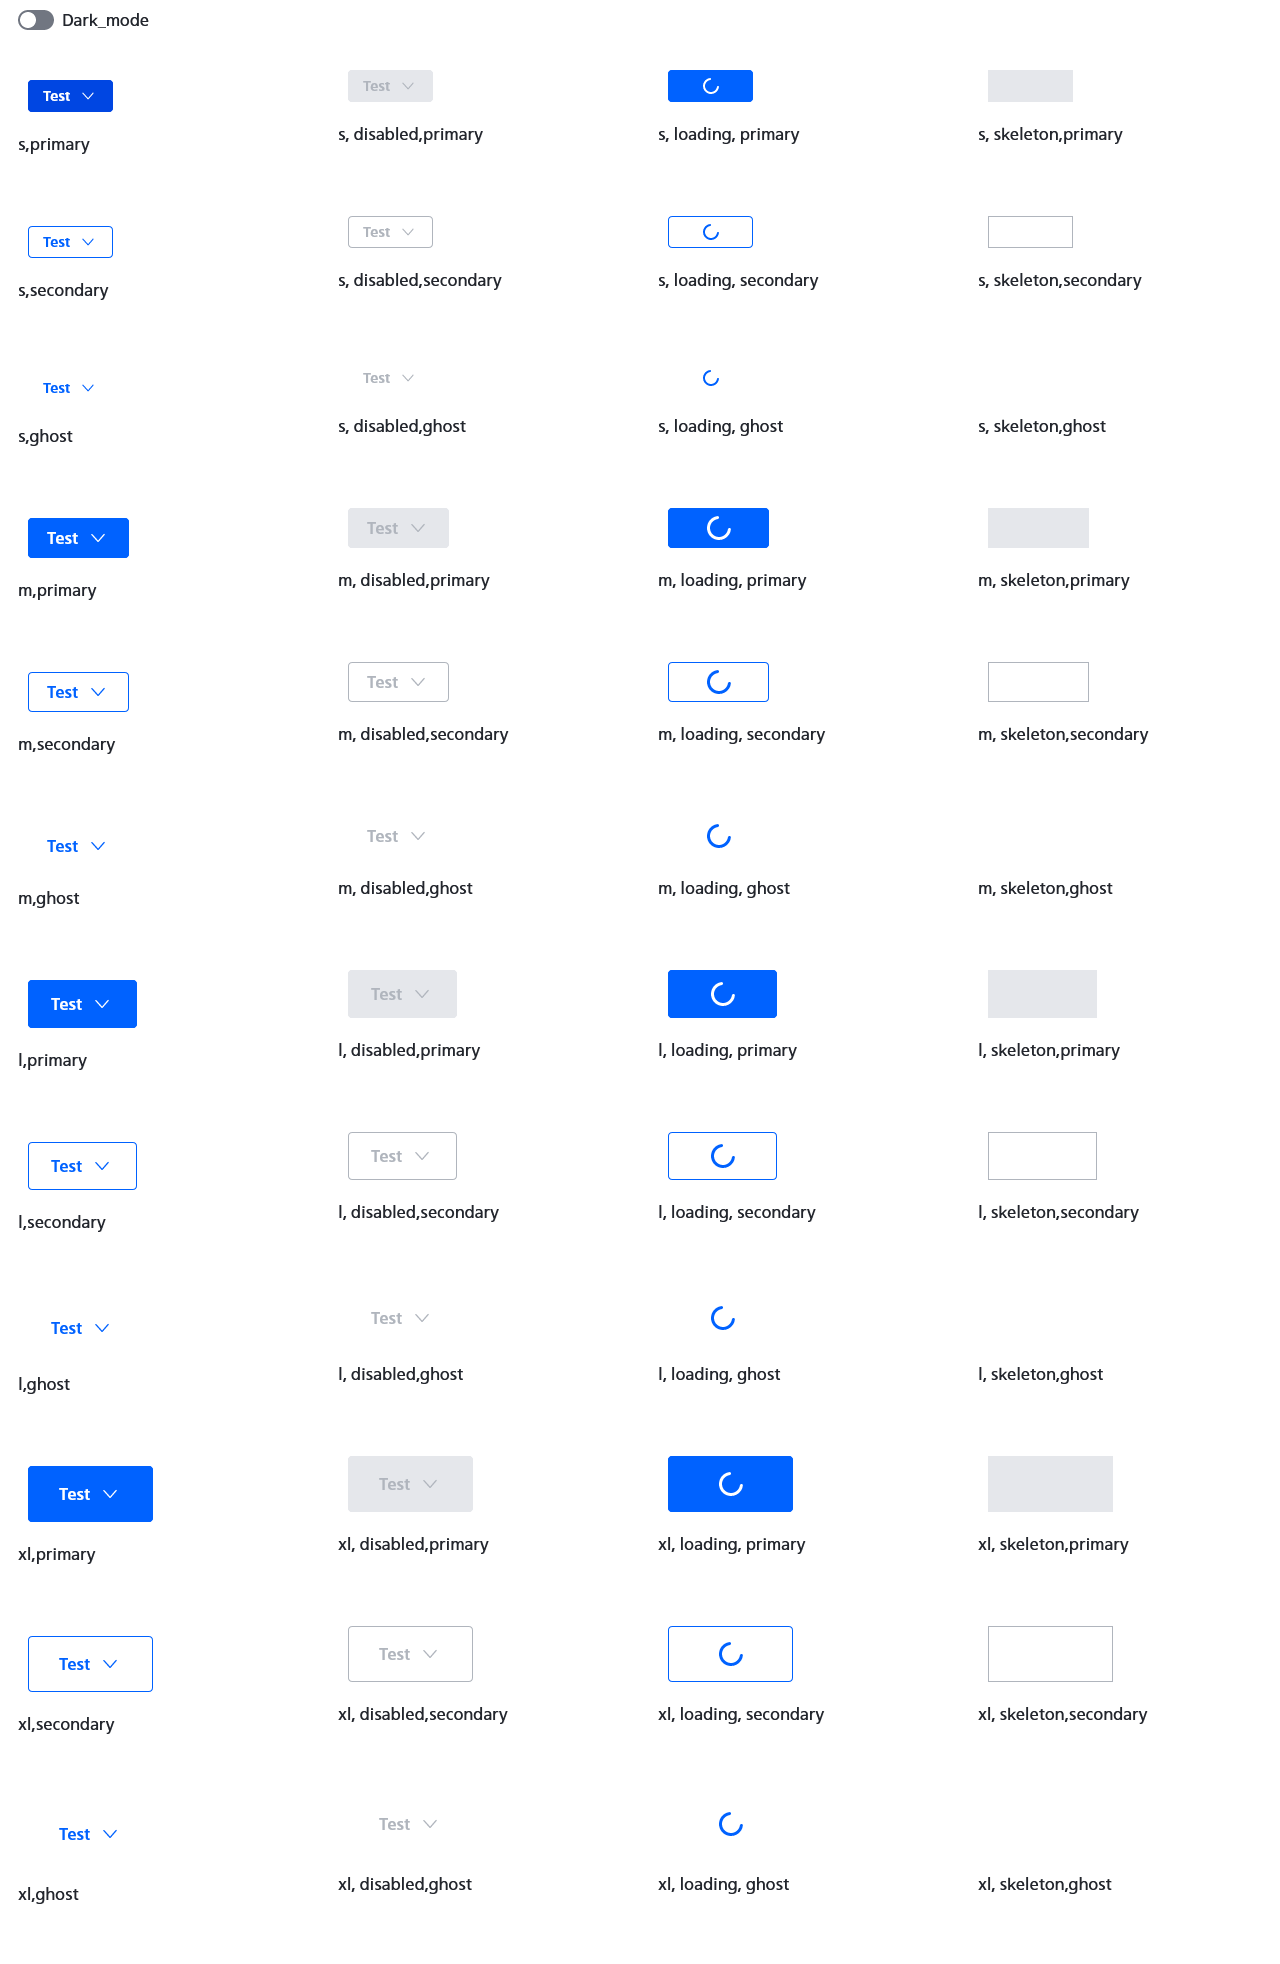 Dark_mode
Test
Test
s,primary
s, disabled,primary
s, loading, primary
s, skeleton,primary
Test
Test
s,secondary
s, disabled,secondary
s, loading, secondary
s, skeleton,secondary
Test
Test
s,ghost
s, disabled,ghost
s, loading, ghost
s, skeleton,ghost
Test
Test
m,primary
m, disabled,primary
m, loading, primary
m, skeleton,primary
Test
Test
m,secondary
m, disabled,secondary
m, loading, secondary
m, skeleton,secondary
Test
Test
m,ghost
m, disabled,ghost
m, loading, ghost
m, skeleton,ghost
Test
Test
l,primary
l, disabled,primary
l, loading, primary
l, skeleton,primary
Test
Test
l,secondary
l, disabled,secondary
l, loading, secondary
l, skeleton,secondary
Test
Test
l,ghost
l, disabled,ghost
l, loading, ghost
l, skeleton,ghost
Test
Test
xl,primary
xl, disabled,primary
xl, loading, primary
xl, skeleton,primary
Test
Test
xl,secondary
xl, disabled,secondary
xl, loading, secondary
xl, skeleton,secondary
Test
Test
xl,ghost
xl, disabled,ghost
xl, loading, ghost
xl, skeleton,ghost